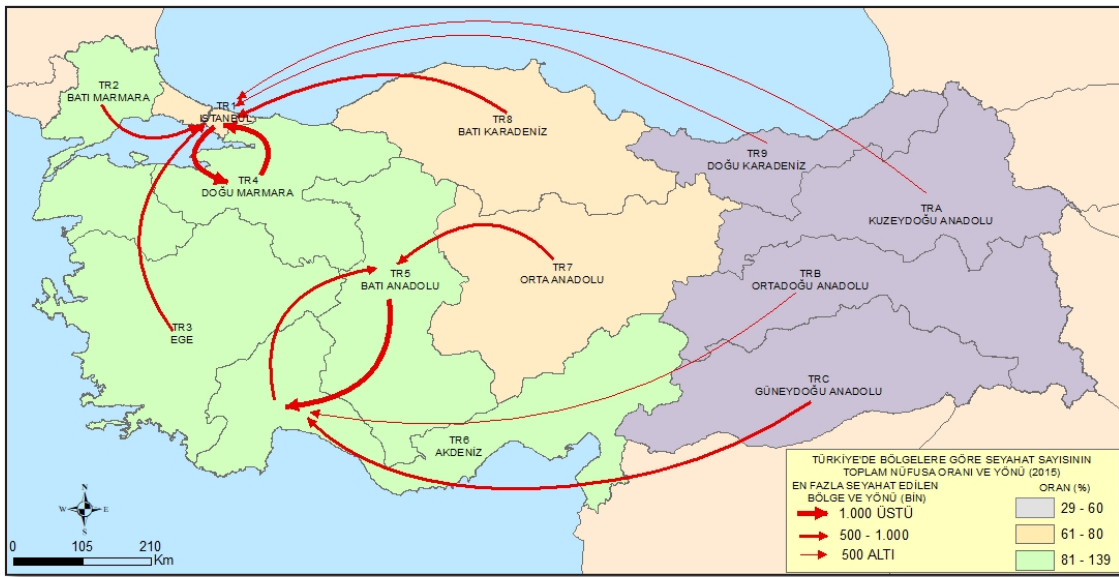 TR2
BATI MARMARA
TR1
İSTANBUL
TR8
BATI KARADENİZ
TR9
DOĞU KARADENİZ
TR4
DOĞU MARMARA
TRA
KUZEYDOĞU ANADOLU
TR5
BATI ANADOLU
TR7
ORTA ANADOLU
TRB
ORTADOĞU ANADOLU
TR3
EGE
TRC
GÜNEYDOĞU ANADOLU
TR6
AKDENİZ
N
W
E
S
0 105 210
Km
TÜRKİYE'DE BÖLGELERE GÖRE SEYAHAT SAYISININ
TOPLAM NÜFUSA ORANI VE YÖNÜ (2015)
EN FAZLA SEYAHAT EDİLEN
BÖLGE VE YÖNÜ (BİN)
1.000 ÜSTÜ
500 - 1.000
500 ALTI
ORAN (%)
29 - 60
61 - 80
81 - 139